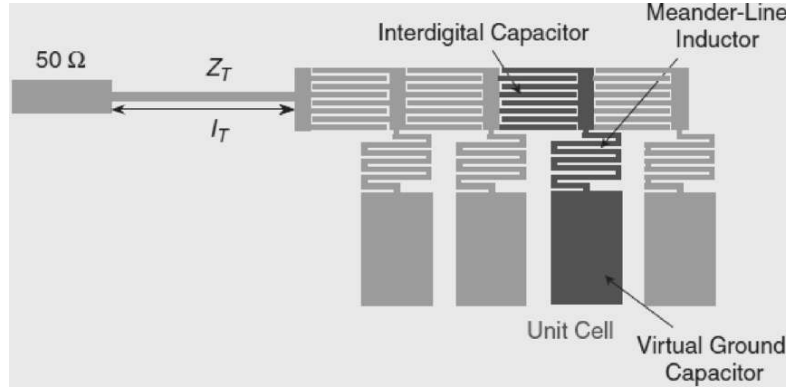 Meander-Line
Inductor
Interdigital Capacitor
50 Ω
Z_T
l_T
Unit Cell
Virtual Ground
Capacitor